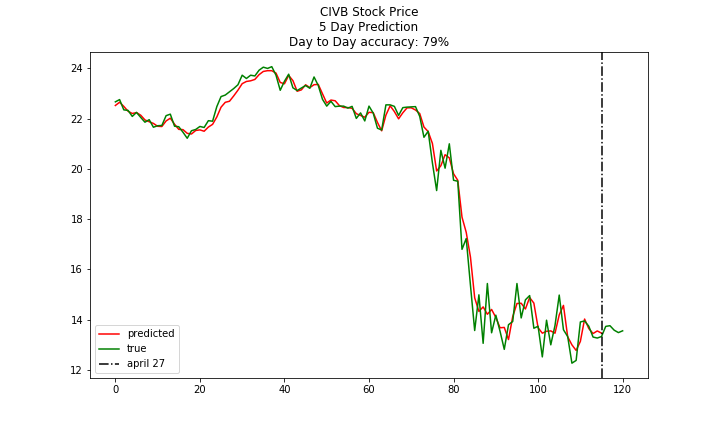 CIVB Stock Price
5 Day Prediction
Day to Day accuracy: 79%
24
22
20
18
16
14
12
predicted
true
april 27
0
20
40
60
80
100
120